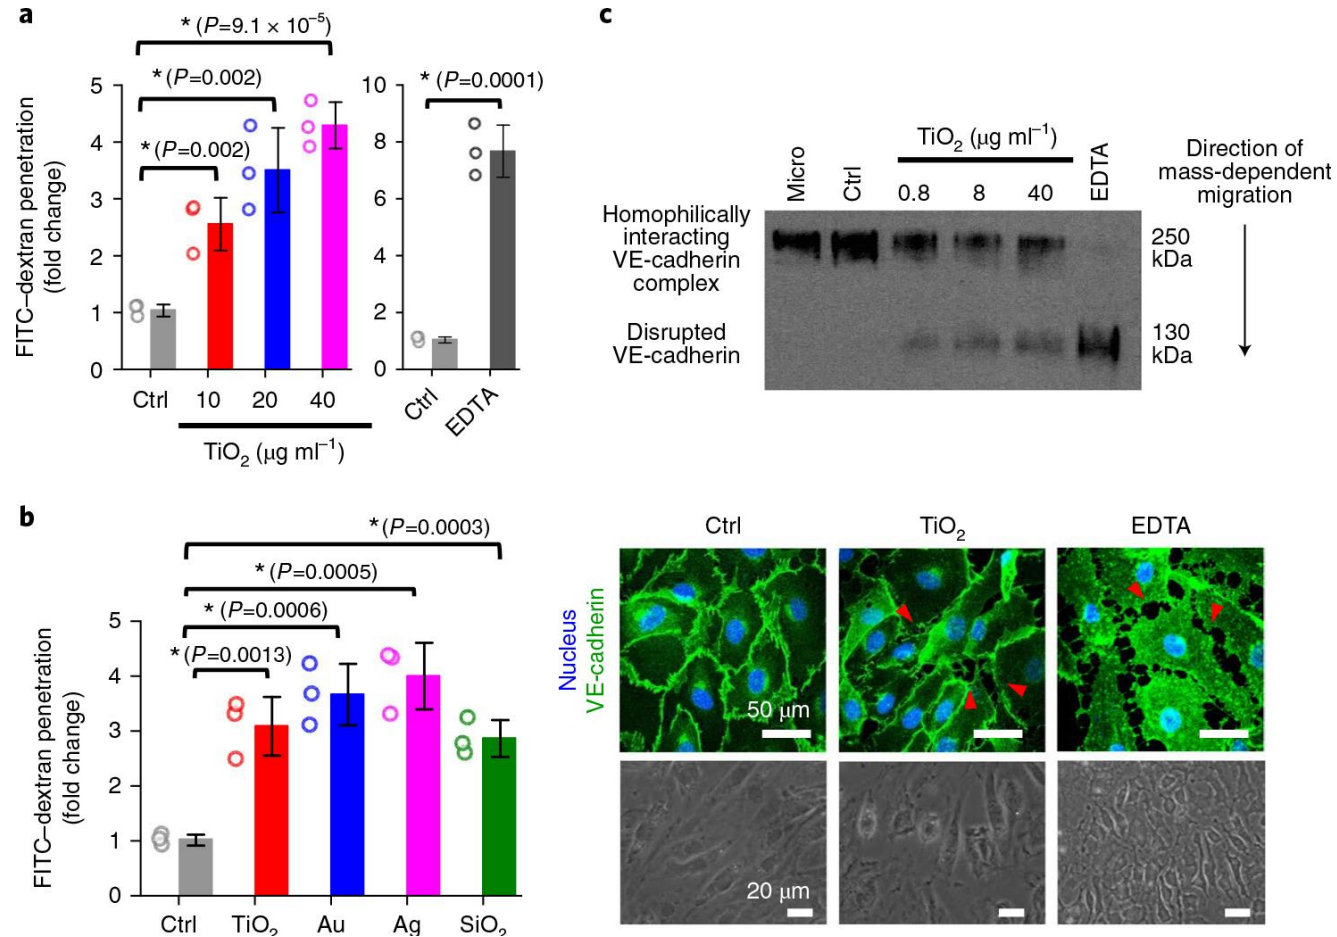 a
* (P=9.1 × 10⁻⁵)
* (P=0.002)
* (P=0.002)
FITC–dextran penetration
(fold change)
5
4
3
2
1
0
Ctrl 10 20 40
TiO₂ (μg ml⁻¹)
* (P=0.0001)
10
8
6
4
2
0
Ctrl
EDTA
c
Micro
Ctrl
TiO₂ (μg ml⁻¹)
0.8 8 40
EDTA
Direction of
mass-dependent
migration
Homophilically
interacting
VE-cadherin
complex
250
kDa
Disrupted
VE-cadherin
130
kDa
b
* (P=0.0003)
* (P=0.0005)
* (P=0.0006)
* (P=0.0013)
FITC–dextran penetration
(fold change)
5
4
3
2
1
0
Ctrl TiO₂ Au Ag SiO₂
Ctrl TiO₂ EDTA
Nucleus
VE-cadherin
50 μm
20 μm